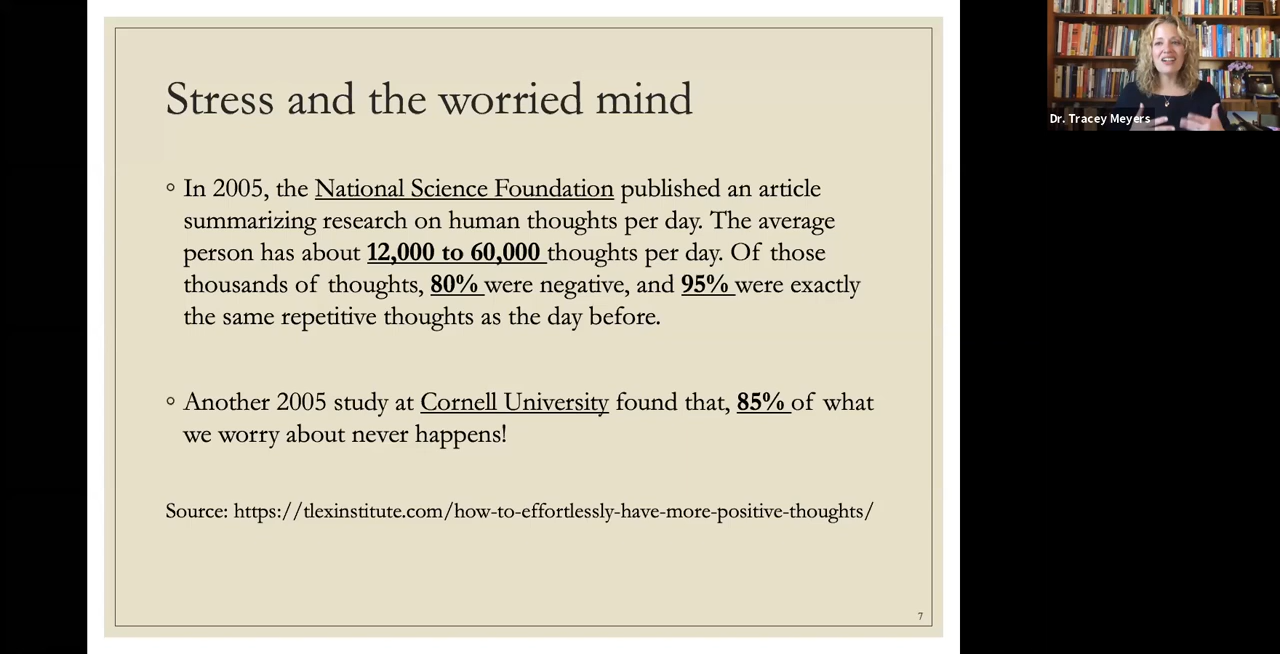 Stress and the worried mind
Dr. Tracey Meyers
◦ In 2005, the National Science Foundation published an article
summarizing research on human thoughts per day. The average
person has about 12,000 to 60,000 thoughts per day. Of those
thousands of thoughts, 80% were negative, and 95% were exactly
the same repetitive thoughts as the day before.
◦ Another 2005 study at Cornell University found that, 85% of what
we worry about never happens!
Source: https://tlexinstitute.com/how-to-effortlessly-have-more-positive-thoughts/
7